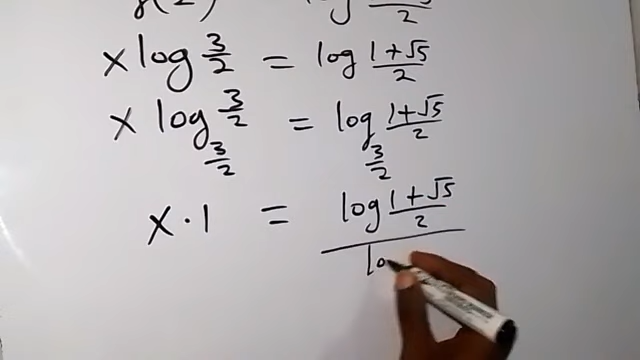 x log 3/2 = log (1+√5)/2
x log_{3/2} 3/2 = log_{3/2} (1+√5)/2
x · 1 = log (1+√5)/2
lo